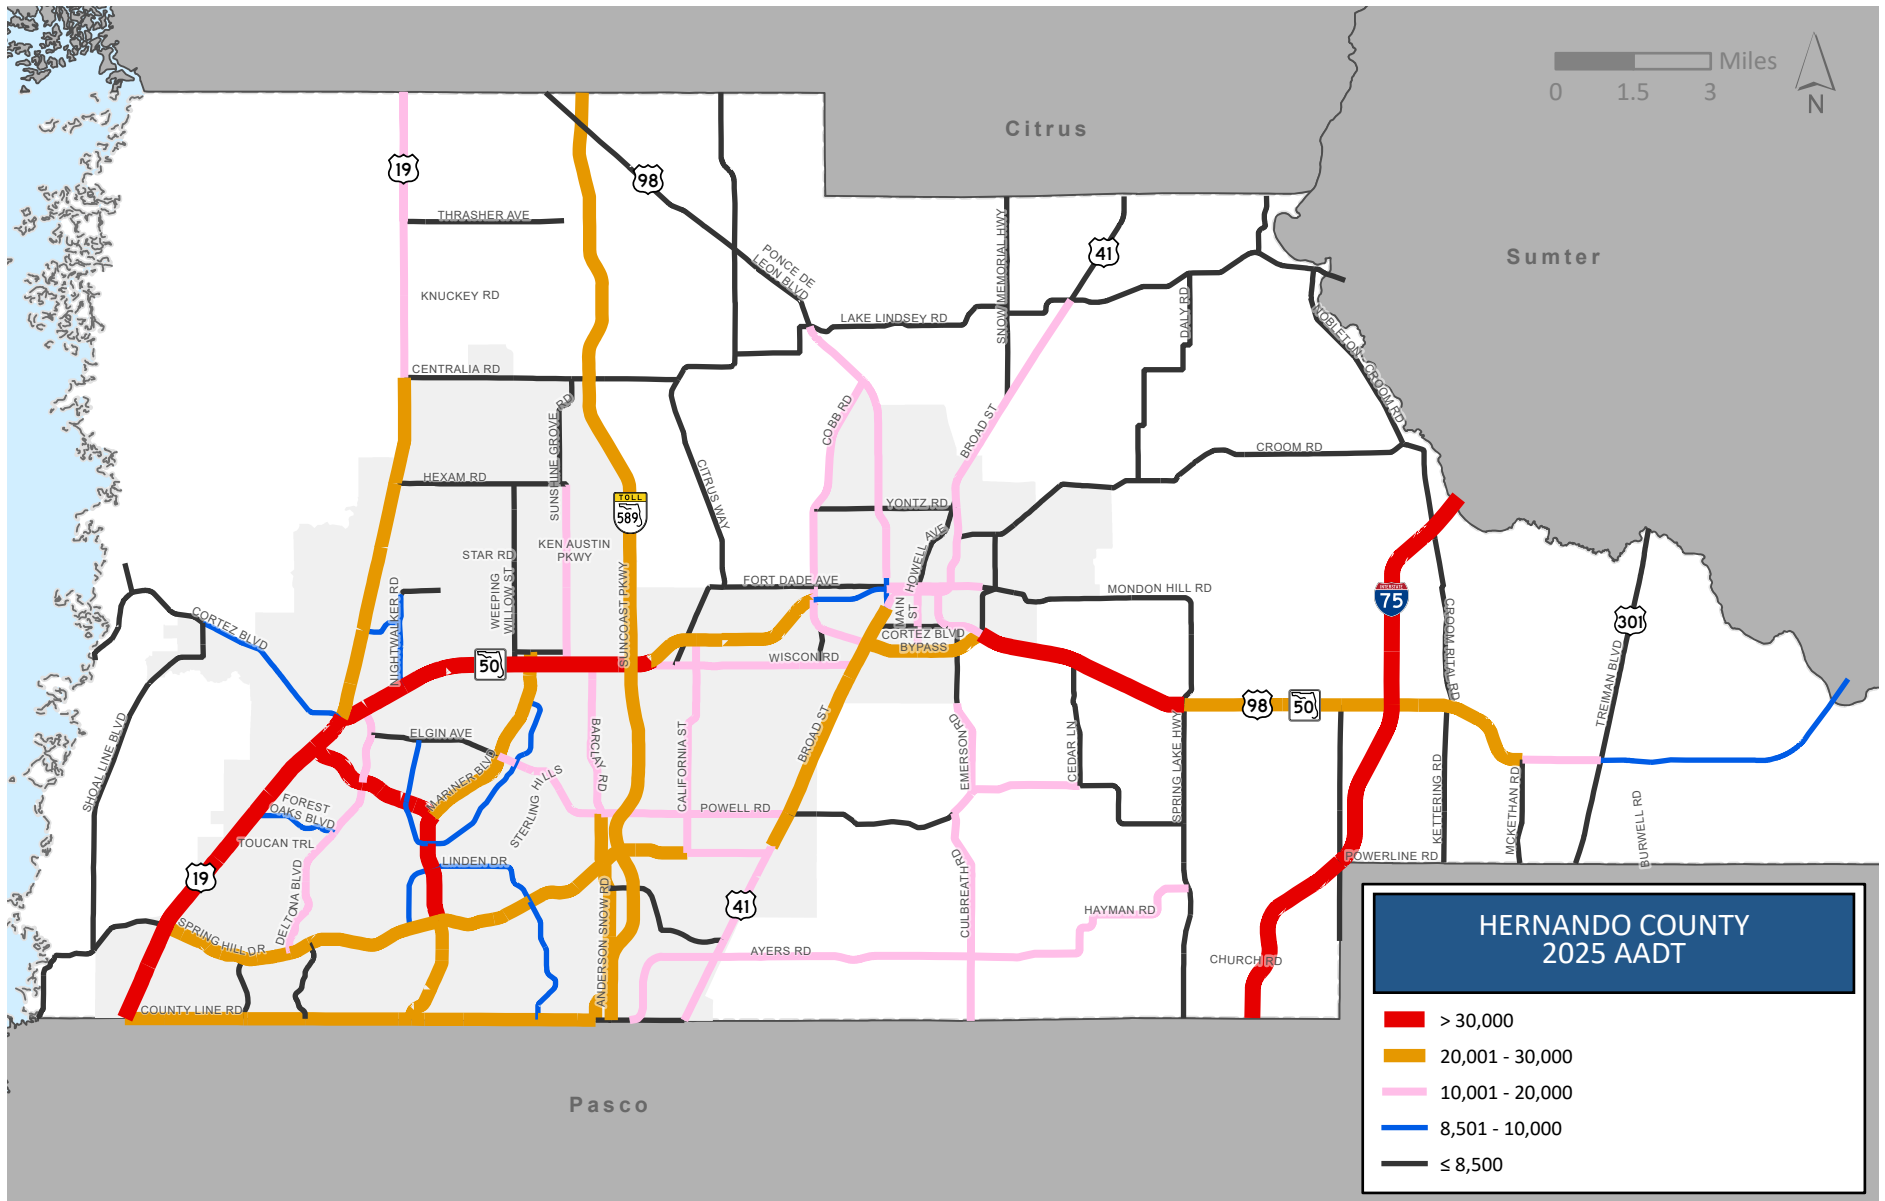 Miles
0 1.5 3
N
Citrus
Sumter
Pasco
19
98
41
THRASHER AVE
PONCE DE
LEON BLVD
SNOW MEMORIAL HWY
KNUCKEY RD
LAKE LINDSEY RD
DALY RD
NOBLETON - CROOM RD
CENTRALIA RD
SUNSHINE GROVE RD
COBB RD
BROAD ST
CROOM RD
HEXAM RD
CITRUS WAY
TOLL
589
YONTZ RD
KEN AUSTIN
PKWY
STAR RD
HOWELL AVE
WEEPING
WILLOW ST
SUNCOAST PKWY
FORT DADE AVE
MONDON HILL RD
INTERSTATE
75
CROOM RITAL RD
301
NIGHTWALKER RD
CORTEZ BLVD
MAIN
ST
CORTEZ BLVD
BYPASS
50
WISCON RD
TREIMAN BLVD
98
50
SHOAL LINE BLVD
ELGIN AVE
BARCLAY RD
CALIFORNIA ST
BROAD ST
EMERSON RD
CEDAR LN
SPRING LAKE HWY
KETTERING RD
MCKETHAN RD
BURWELL RD
MARINER BLVD
STERLING HILLS
FOREST
OAKS BLVD
POWELL RD
TOUCAN TRL
LINDEN DR
POWERLINE RD
19
DELTONA BLVD
ANDERSON SNOW RD
41
CULBREATH RD
HAYMAN RD
SPRING HILL DR
AYERS RD
CHURCH RD
COUNTY LINE RD
HERNANDO COUNTY
2025 AADT
> 30,000
20,001 - 30,000
10,001 - 20,000
8,501 - 10,000
≤ 8,500